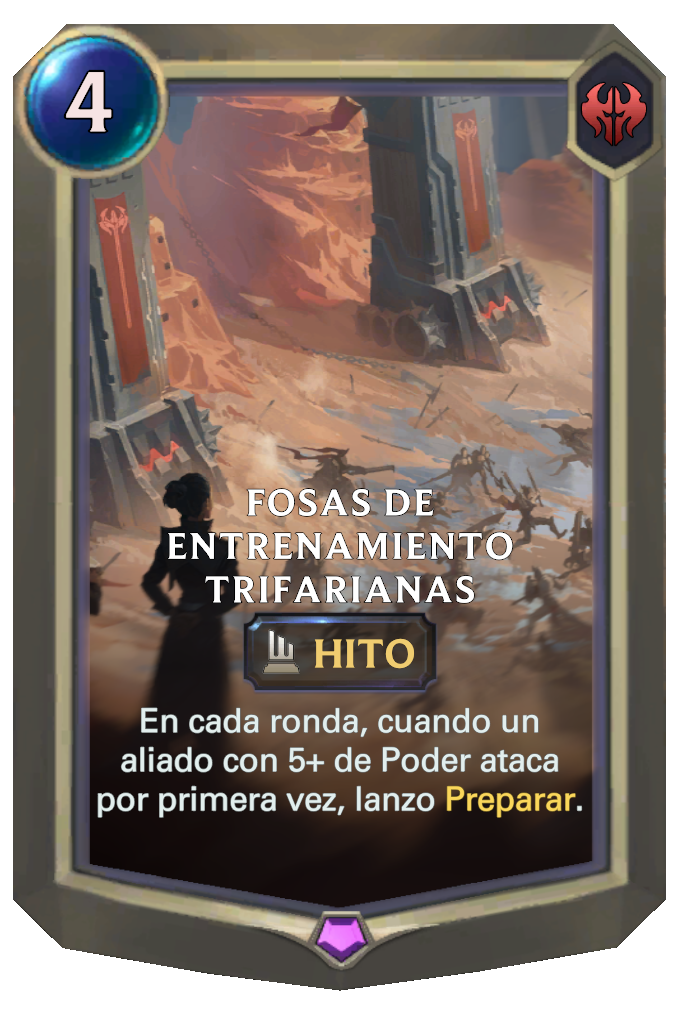 4
FOSAS DE
ENTRENAMIENTO
TRIFARIANAS
HITO
En cada ronda, cuando un
aliado con 5+ de Poder ataca
por primera vez, lanzo Preparar.